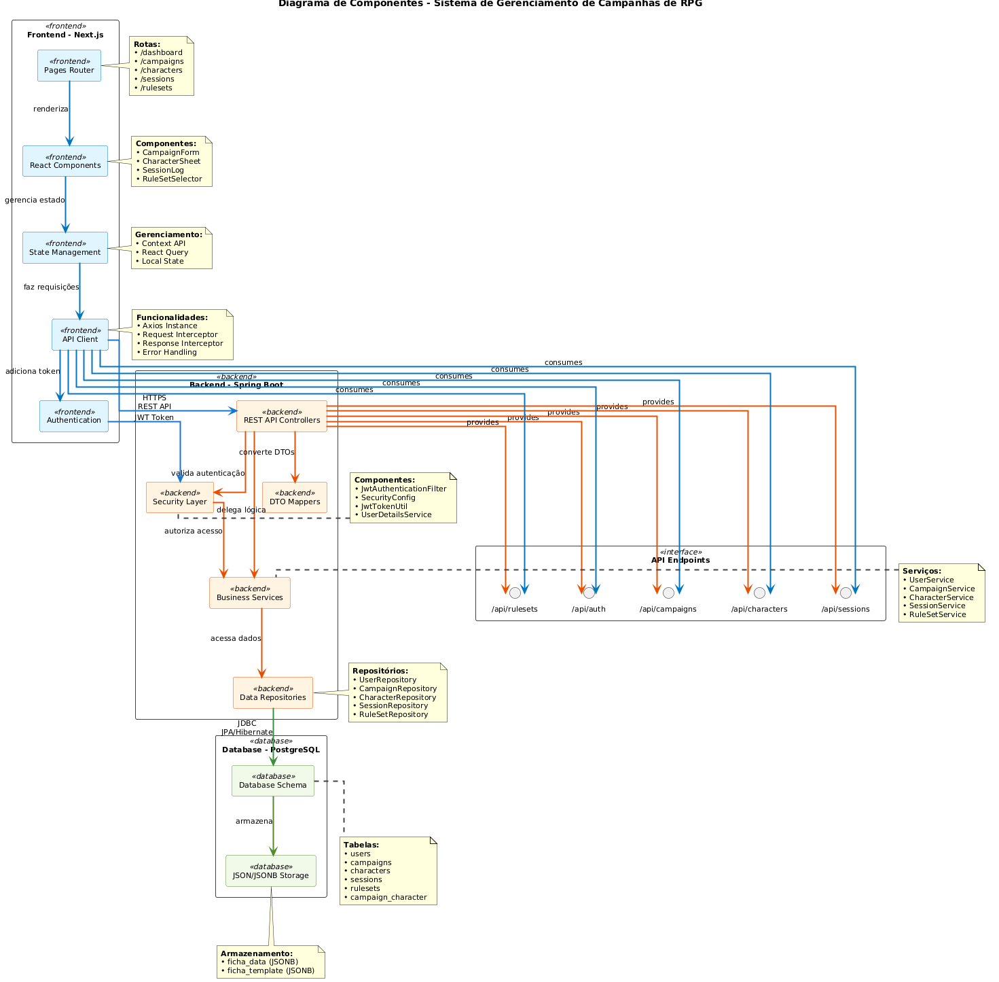 Diagrama de Componentes - Sistema de Gerenciamento de Campanhas de RPG
«frontend»
Frontend - Next.js
«frontend»
Pages Router
Rotas:
• /dashboard
• /campaigns
• /characters
• /sessions
• /rulesets
renderiza
«frontend»
React Components
Componentes:
• CampaignForm
• CharacterSheet
• SessionLog
• RuleSetSelector
gerencia estado
«frontend»
State Management
Gerenciamento:
• Context API
• React Query
• Local State
faz requisições
«frontend»
API Client
Funcionalidades:
• Axios Instance
• Request Interceptor
• Response Interceptor
• Error Handling
adiciona token
«frontend»
Authentication
consumes
consumes
consumes
consumes
consumes
«backend»
Backend - Spring Boot
HTTPS
REST API
JWT Token
«backend»
REST API Controllers
provides
provides
provides
provides
provides
converte DTOs
valida autenticação
«backend»
Security Layer
«backend»
DTO Mappers
Componentes:
• JwtAuthenticationFilter
• SecurityConfig
• JwtTokenUtil
• UserDetailsService
delega lógica
autoriza acesso
«backend»
Business Services
«interface»
API Endpoints
/api/rulesets
/api/auth
/api/campaigns
/api/characters
/api/sessions
Serviços:
• UserService
• CampaignService
• CharacterService
• SessionService
• RuleSetService
acessa dados
«backend»
Data Repositories
Repositórios:
• UserRepository
• CampaignRepository
• CharacterRepository
• SessionRepository
• RuleSetRepository
JDBC
JPA/Hibernate
«database»
Database - PostgreSQL
«database»
Database Schema
armazena
«database»
JSON/JSONB Storage
Tabelas:
• users
• campaigns
• characters
• sessions
• rulesets
• campaign_character
Armazenamento:
• ficha_data (JSONB)
• ficha_template (JSONB)